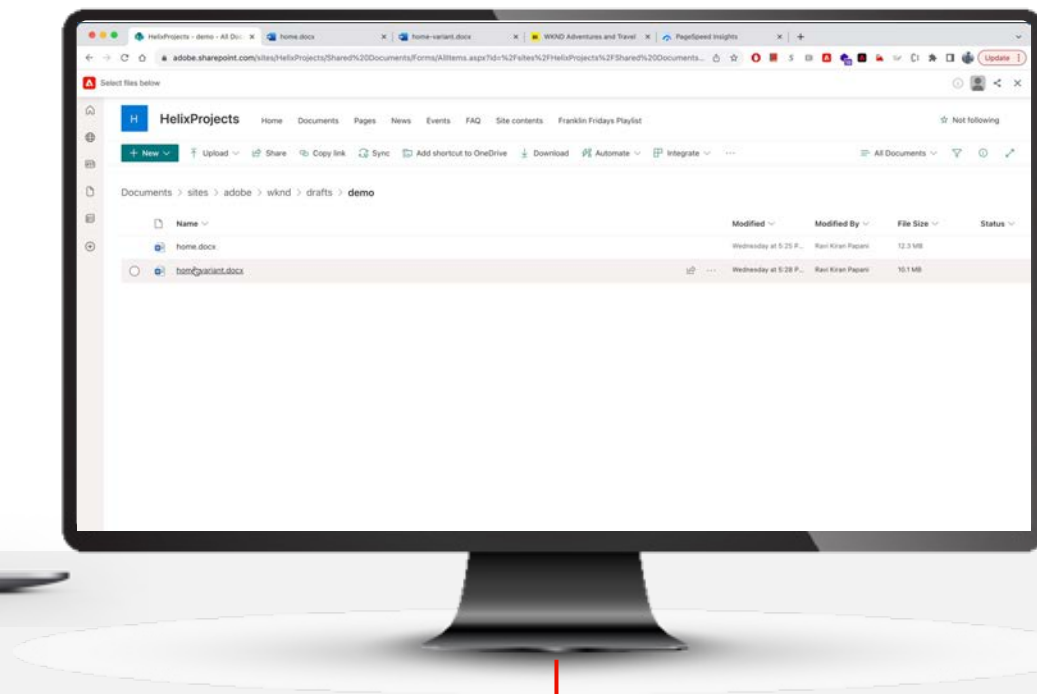 HelixProjects - demo - All Doc
home.docx
home-variant.docx
WKND Adventures and Travel
PageSpeed Insights
adobe.sharepoint.com/sites/HelixProjects/Shared%20Documents/Forms/AllItems.aspx?id=%2Fsites%2FHelixProjects%2FShared%20Documents...
Update
Select files below
H HelixProjects Home Documents Pages News Events FAQ Site contents Franklin Fridays Playlist Not following
+ New Upload Share Copy link Sync Add shortcut to OneDrive Download Automate Integrate ... All Documents
Documents > sites > adobe > wknd > drafts > demo
Name Modified Modified By File Size Status
home.docx Wednesday at 5:25 P... Ravi Kiran Papani 12.3 MB
home-variant.docx ... Wednesday at 5:28 P... Ravi Kiran Papani 10.1 MB